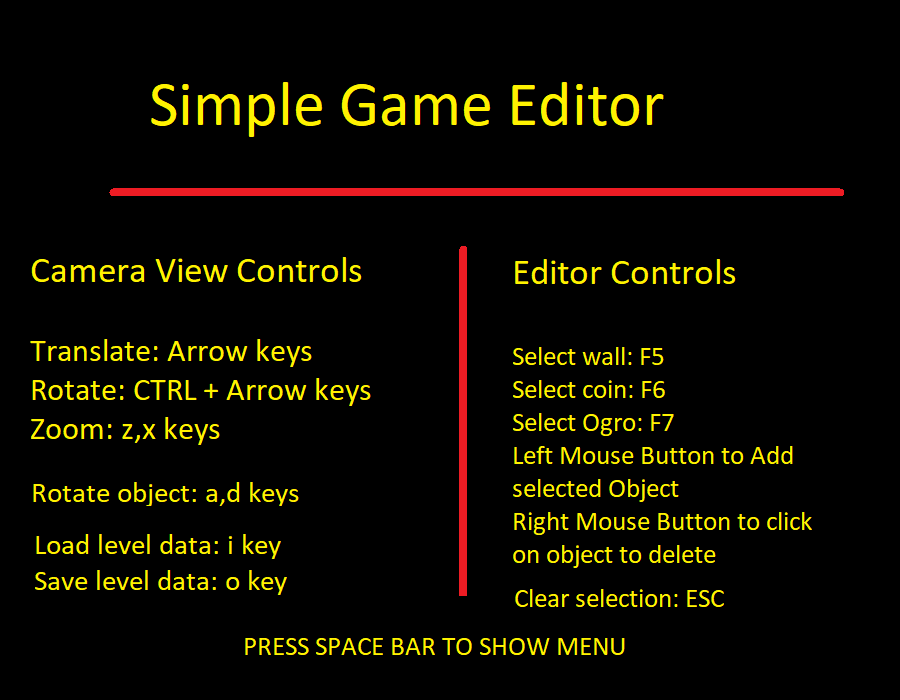 Simple Game Editor
Camera View Controls
Translate: Arrow keys
Rotate: CTRL + Arrow keys
Zoom: z,x keys
Rotate object: a,d keys
Load level data: i key
Save level data: o key
Editor Controls
Select wall: F5
Select coin: F6
Select Ogro: F7
Left Mouse Button to Add
selected Object
Right Mouse Button to click
on object to delete
Clear selection: ESC
PRESS SPACE BAR TO SHOW MENU